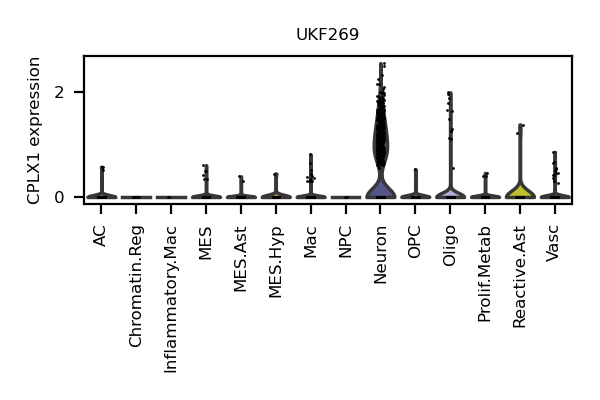 UKF269
CPLX1 expression
2
0
AC
Chromatin.Reg
Inflammatory.Mac
MES
MES.Ast
MES.Hyp
Mac
NPC
Neuron
OPC
Oligo
Prolif.Metab
Reactive.Ast
Vasc